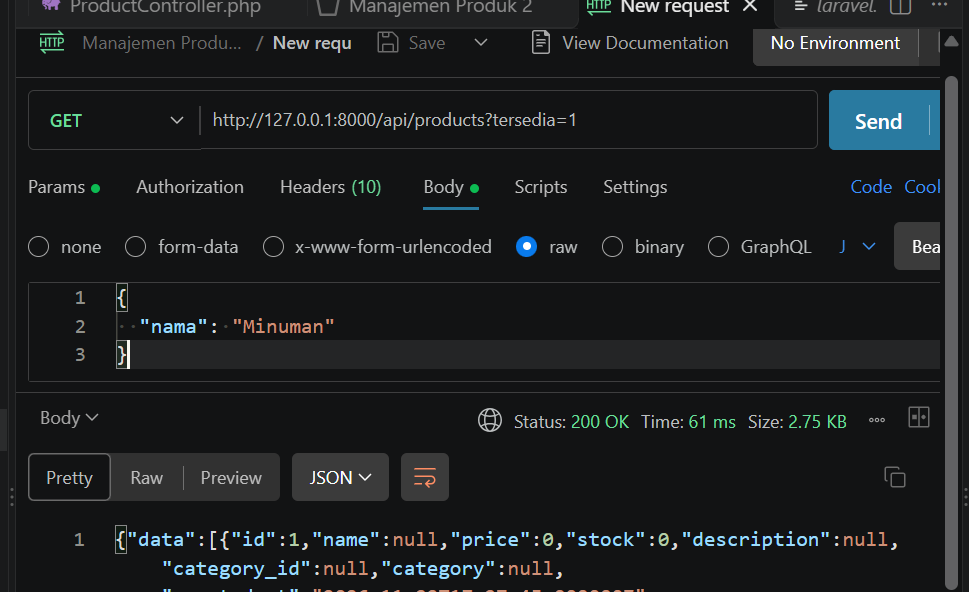 ProductController.php Manajemen Produk 2 HTTP New request laravel.
HTTP Manajemen Produ... / New requ Save View Documentation No Environment
GET http://127.0.0.1:8000/api/products?tersedia=1 Send
Params Authorization Headers (10) Body Scripts Settings Code Cool
none form-data x-www-form-urlencoded raw binary GraphQL J Bea
1 {
2 "nama": "Minuman"
3 }
Body Status: 200 OK Time: 61 ms Size: 2.75 KB
Pretty Raw Preview JSON
1 {"data":[{"id":1,"name":null,"price":0,"stock":0,"description":null,
"category_id":null,"category":null,